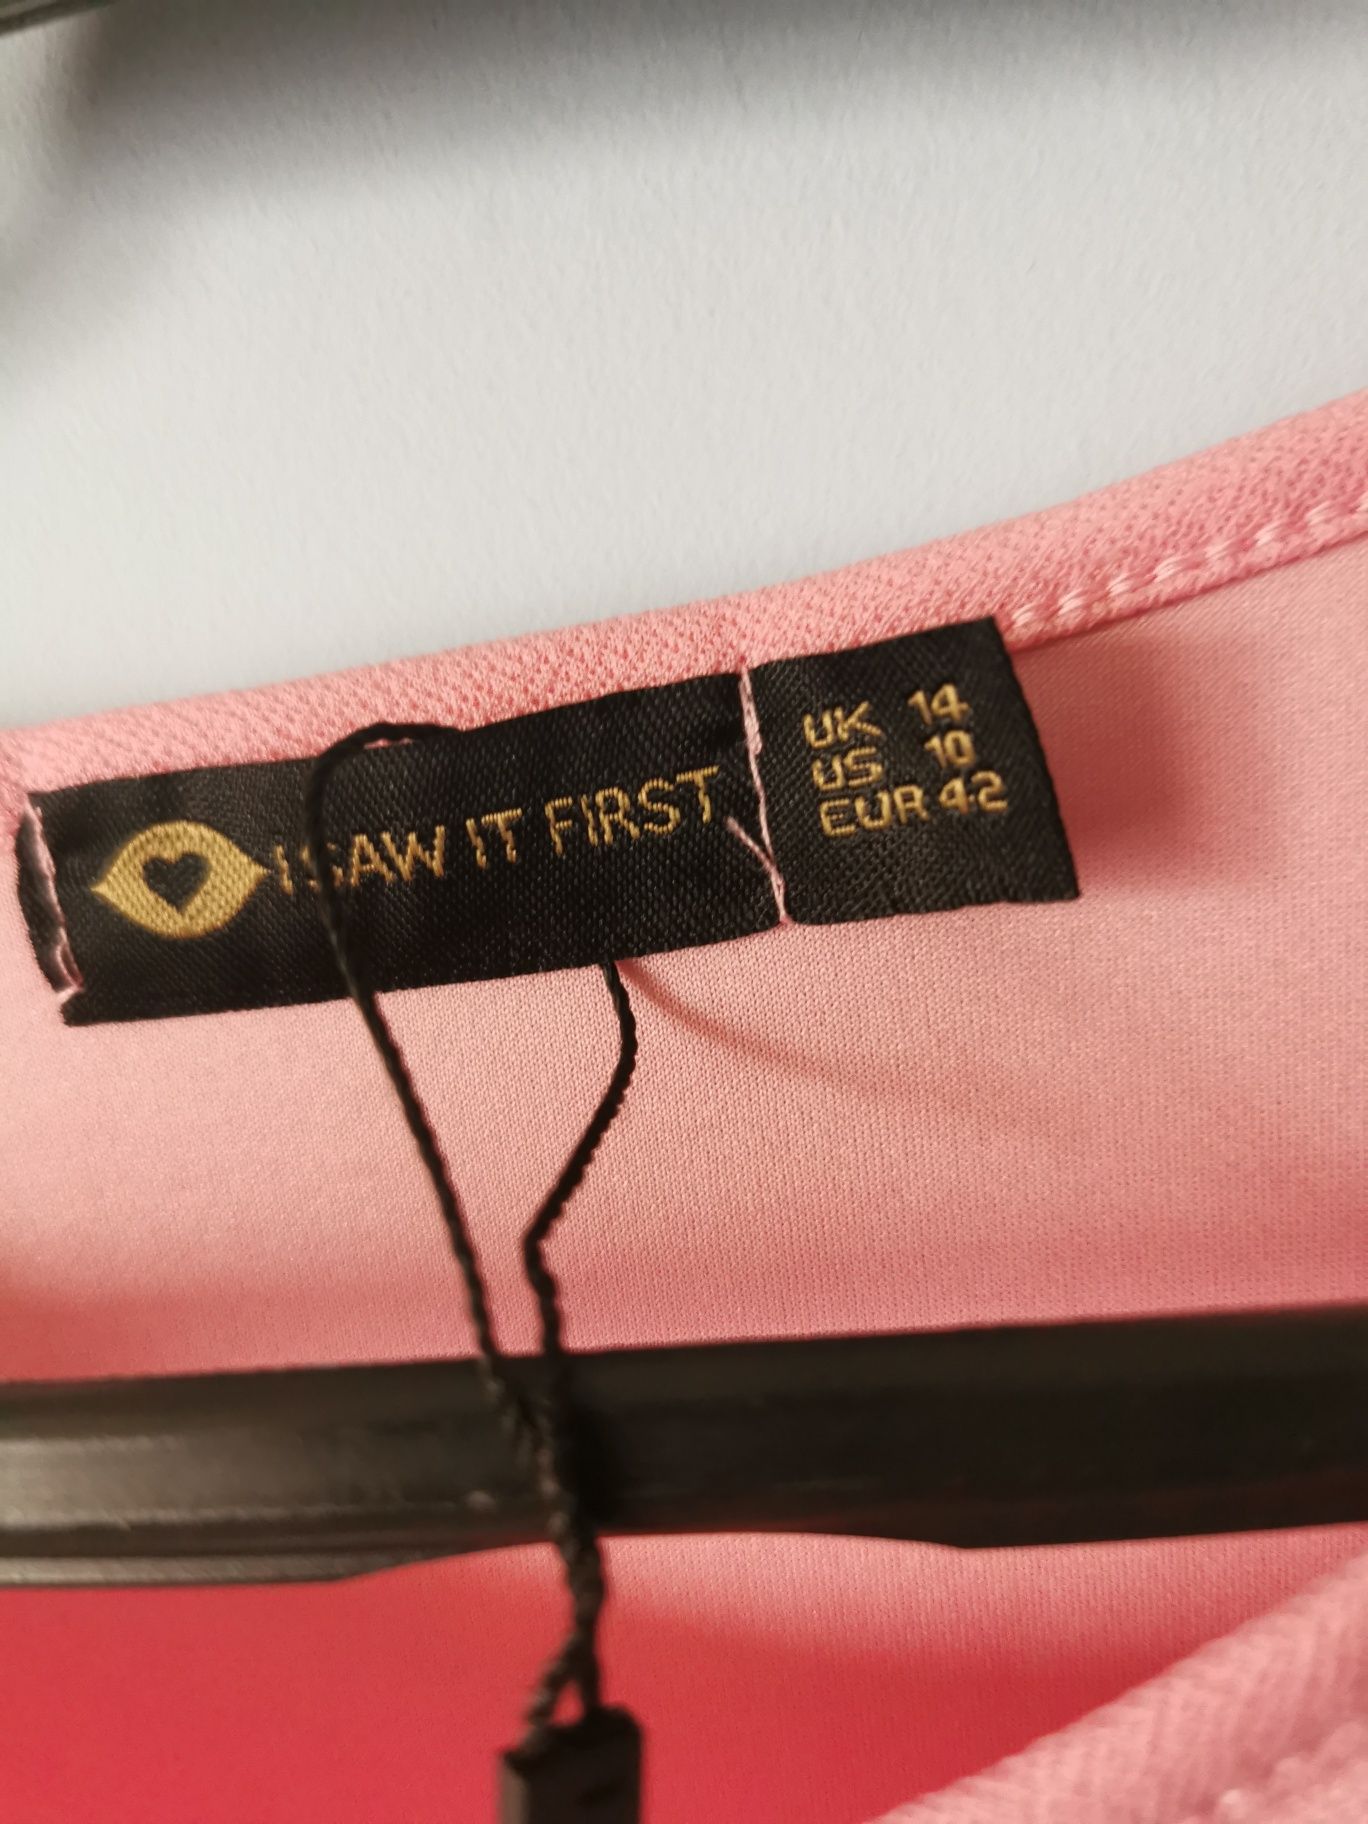 I SAW IT FIRST
UK 14
US 10
EUR 42